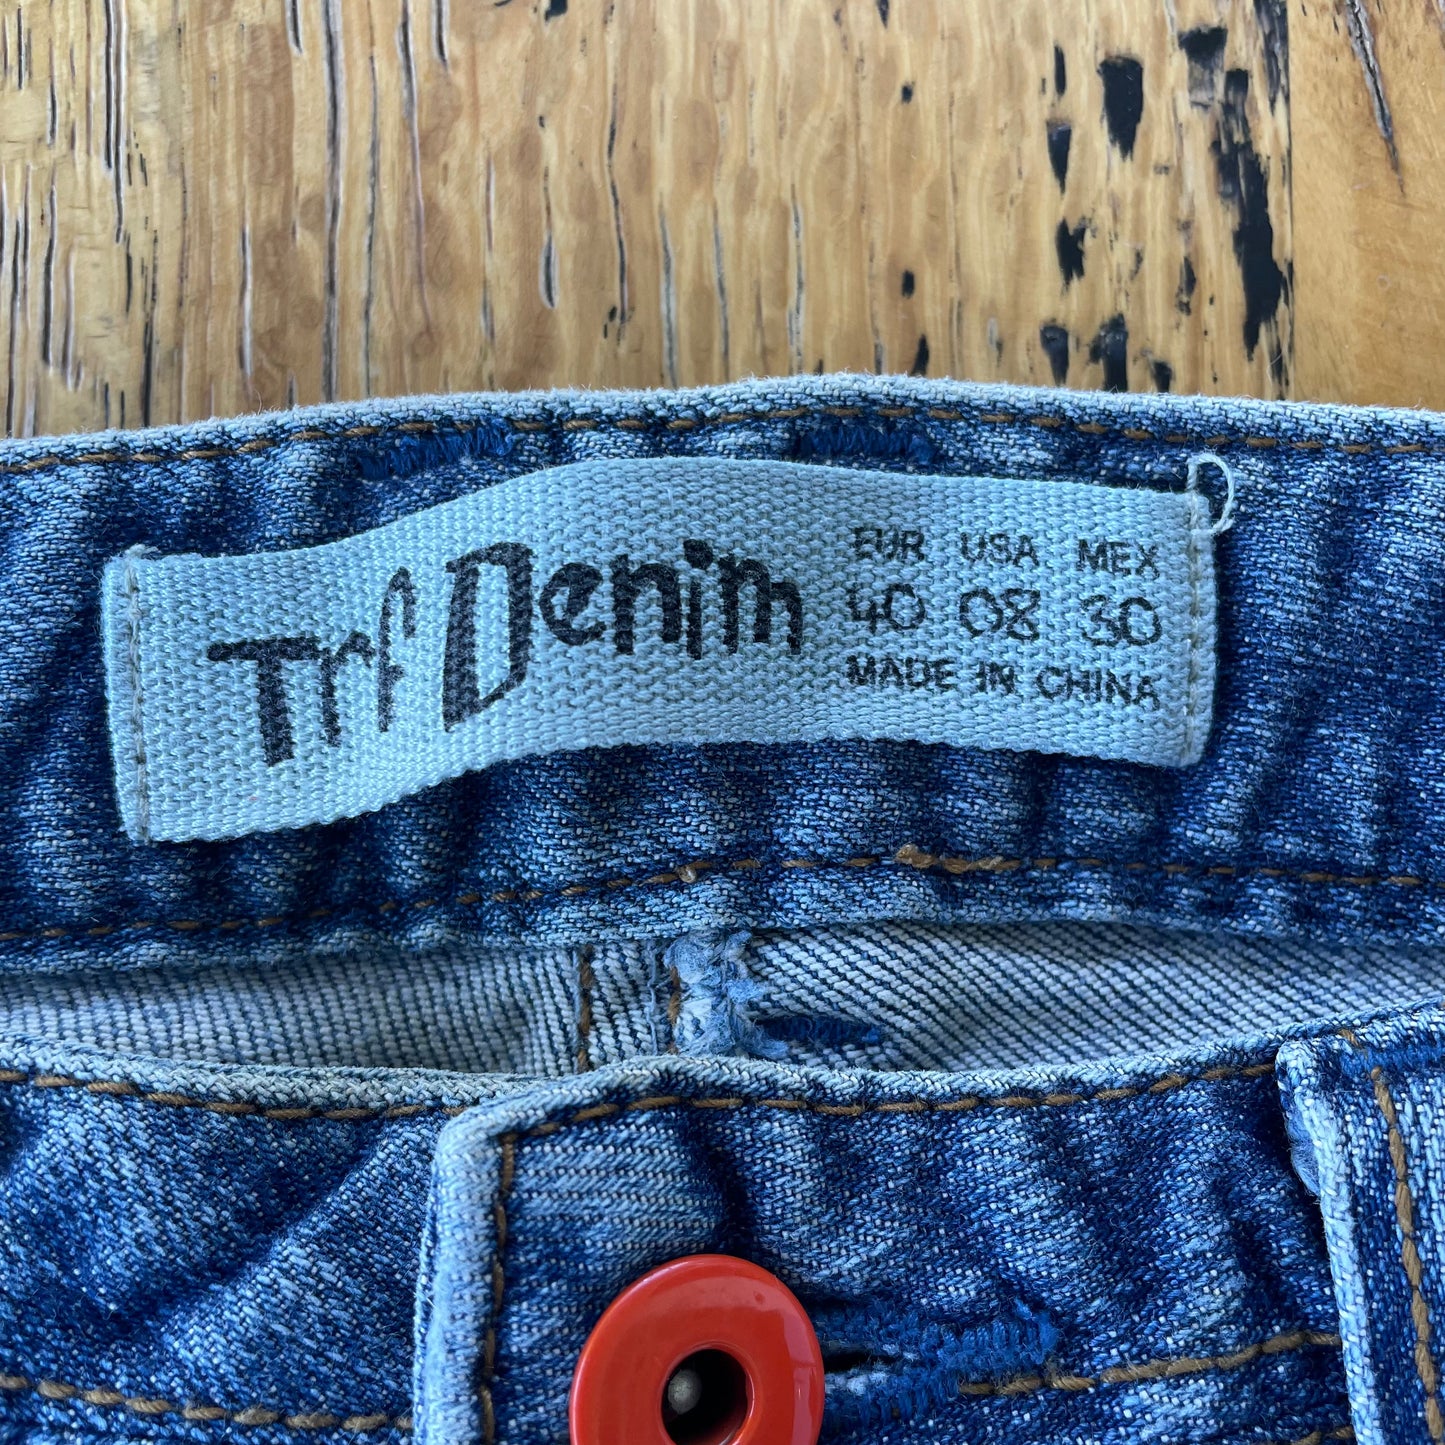 Trf Denim
EUR USA MEX
40 08 30
MADE IN CHINA